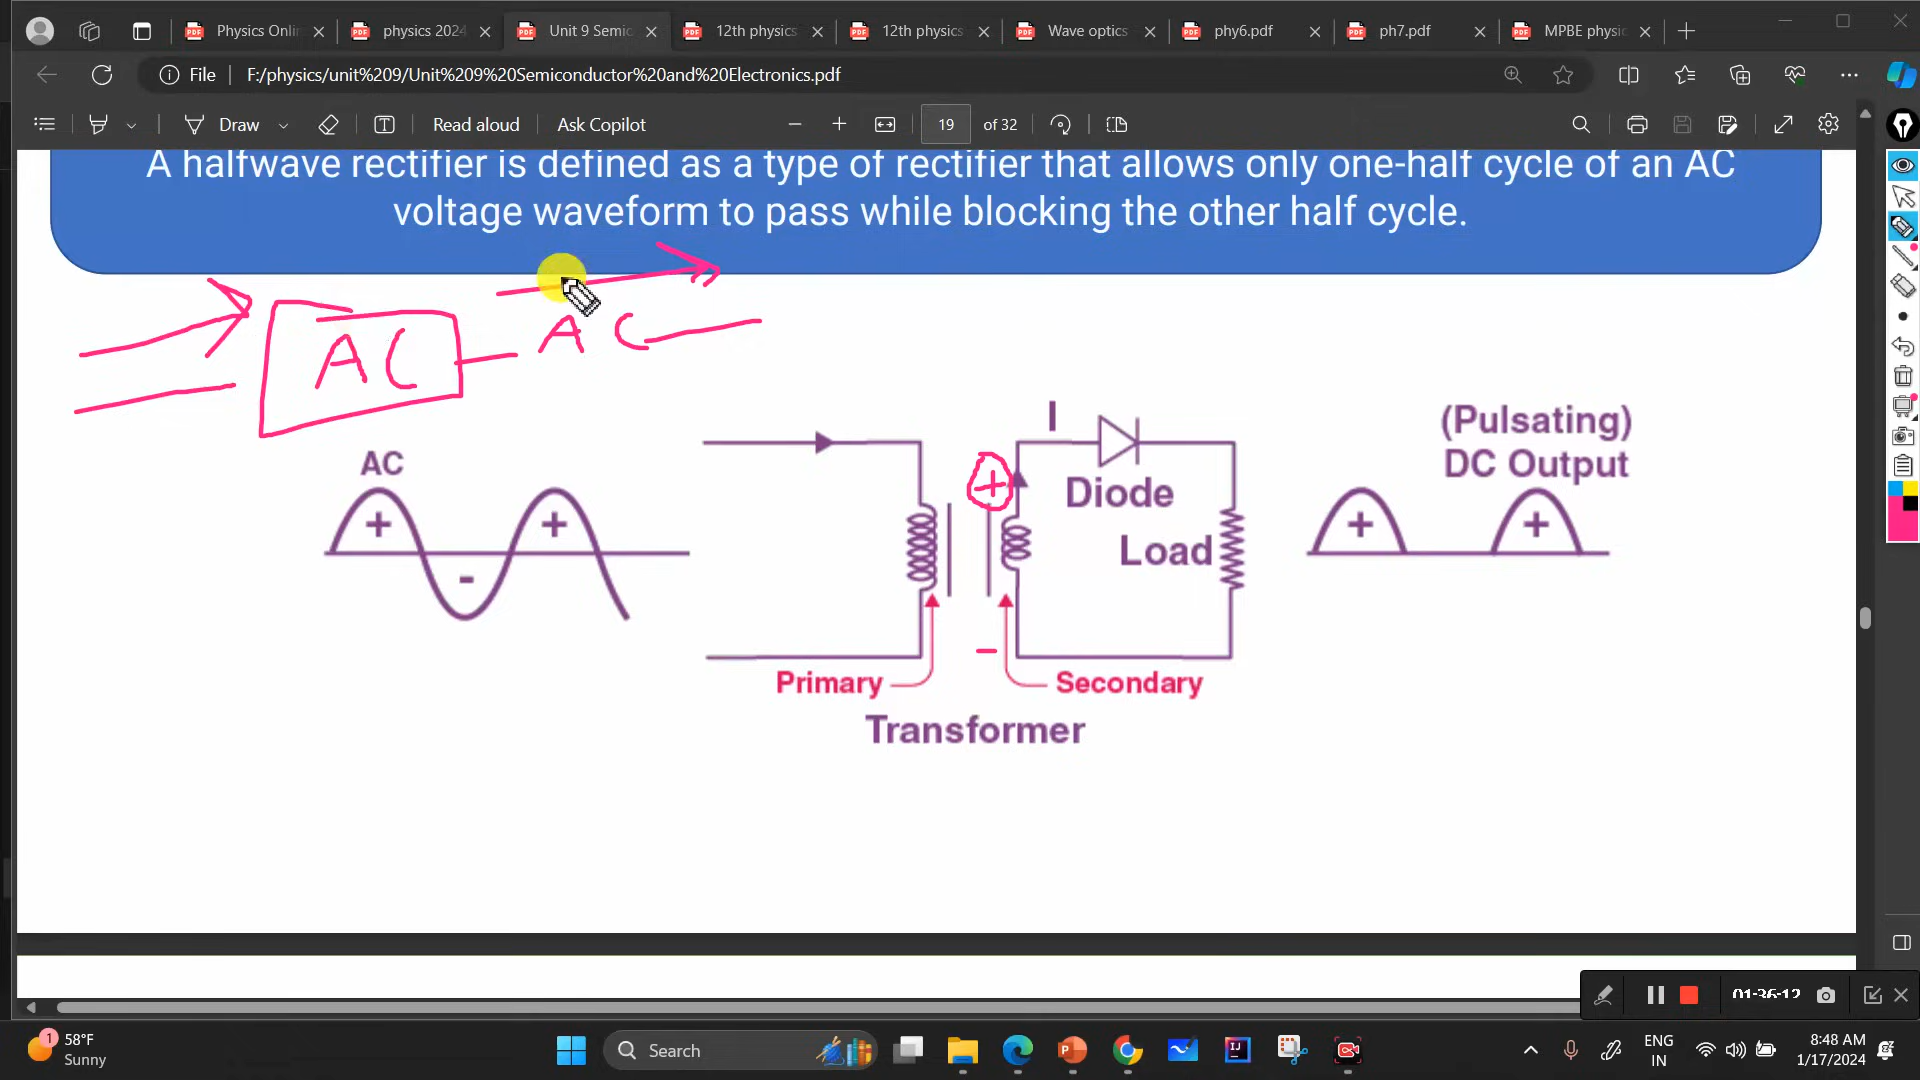 Physics Onli
physics 2024
Unit 9 Semic
12th physics
12th physics
Wave optics
phy6.pdf
ph7.pdf
MPBE physic
File F:/physics/unit%209/Unit%209%20Semiconductor%20and%20Electronics.pdf
Draw
Read aloud
Ask Copilot
19 of 32
A halfwave rectifier is defined as a type of rectifier that allows only one-half cycle of an AC
voltage waveform to pass while blocking the other half cycle.
AC
AC
AC
+
-
+
+
-
I
Diode
Load
Primary
Secondary
Transformer
(Pulsating)
DC Output
+
+
01:36:12
1
58°F
Sunny
Search
ENG
IN
8:48 AM
1/17/2024